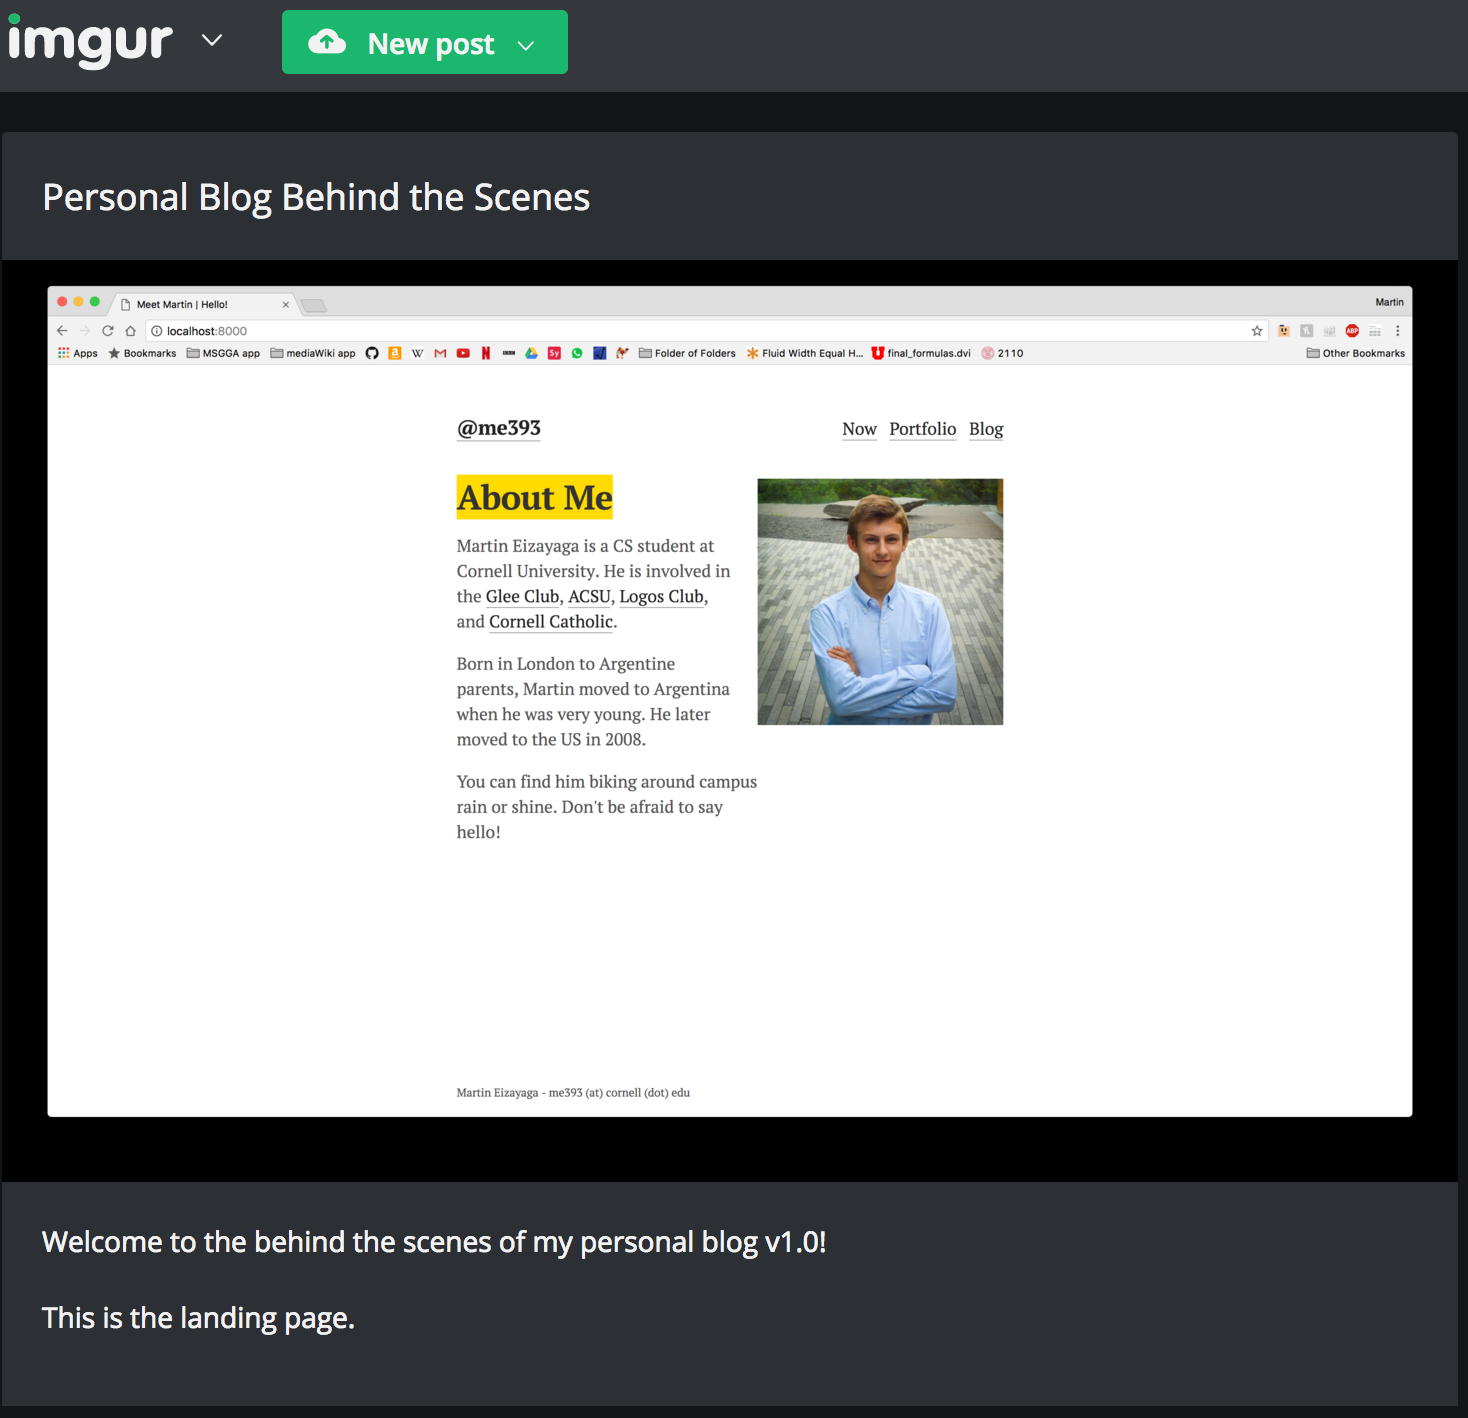 imgur
New post
Personal Blog Behind the Scenes
Meet Martin | Hello!
Martin
localhost:8000
Apps Bookmarks MSGGA app mediaWiki app Folder of Folders Fluid Width Equal H... final_formulas.dvi 2110 Other Bookmarks
@me393
Now Portfolio Blog
About Me
Martin Eizayaga is a CS student at
Cornell University. He is involved in
the Glee Club, ACSU, Logos Club,
and Cornell Catholic.
Born in London to Argentine
parents, Martin moved to Argentina
when he was very young. He later
moved to the US in 2008.
You can find him biking around campus
rain or shine. Don't be afraid to say
hello!
Martin Eizayaga - me393 (at) cornell (dot) edu
Welcome to the behind the scenes of my personal blog v1.0!
This is the landing page.